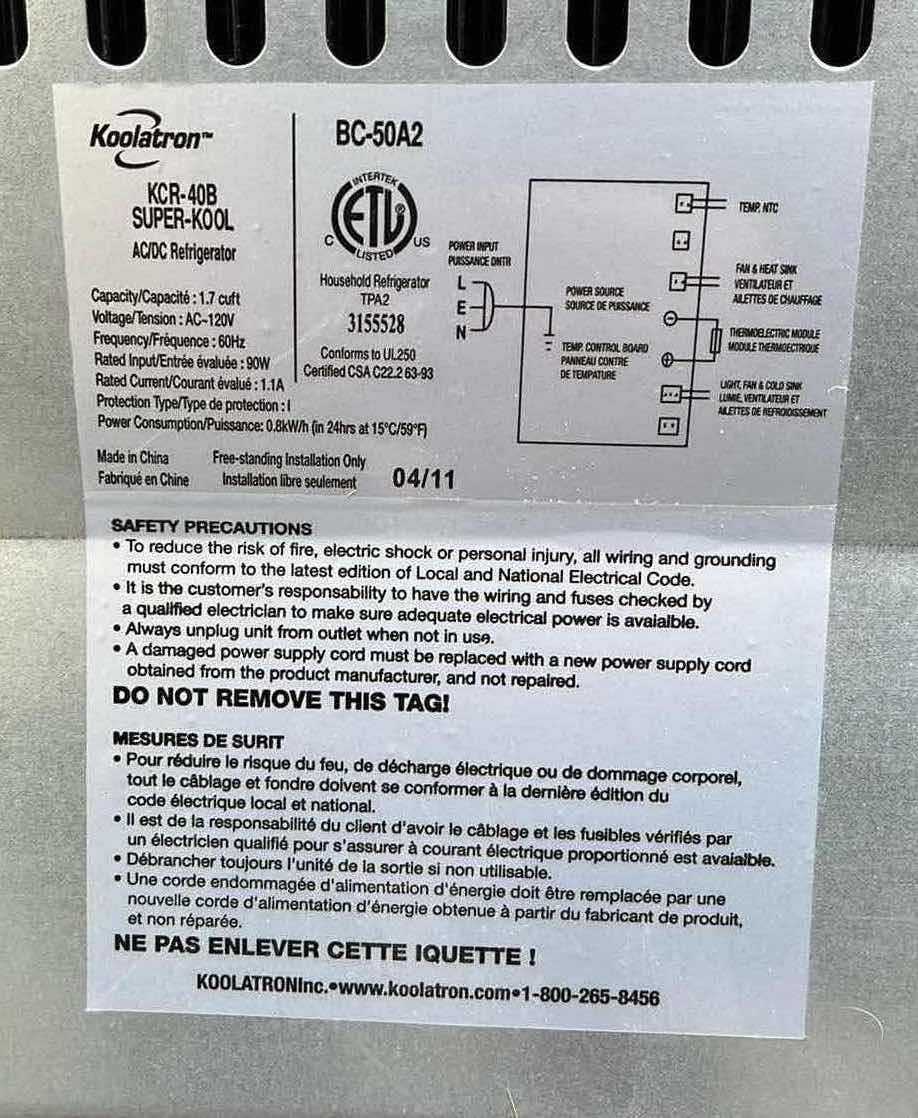 Koolatron™
KCR-40B
SUPER-KOOL
AC/DC Refrigerator
Capacity/Capacité : 1.7 cuft
Voltage/Tension : AC~120V
Frequency/Fréquence : 60Hz
Rated Input/Entrée évaluée : 90W
Rated Current/Courant évalué : 1.1A
Protection Type/Type de protection : I
Power Consumption/Puissance: 0.8kW/h (in 24hrs at 15°C/59°F)
Made in China Free-standing Installation Only
Fabriqué en Chine Installation libre seulement 04/11
BC-50A2
INTERTEK
ETL®
C US
LISTED
Household Refrigerator
TPA2
3155528
Conforms to UL250
Certified CSA C22.2 63-93
POWER INPUT
PUISSANCE DNTR
L
E
N
POWER SOURCE
SOURCE DE PUISSANCE
TEMP. CONTROL BOARD
PANNEAU CONTRE
DE TEMPATURE
TEMP. NTC
FAN & HEAT SINK
VENTILATEUR ET
AILETTES DE CHAUFFAGE
THERMOELECTRIC MODULE
MODULE THERMOECTRIQUE
LIGHT, FAN & COLD SINK
LUMIE, VENTILATEUR ET
AILETTES DE REFROIDISSEMENT
SAFETY PRECAUTIONS
• To reduce the risk of fire, electric shock or personal injury, all wiring and grounding
must conform to the latest edition of Local and National Electrical Code.
• It is the customer's responsibility to have the wiring and fuses checked by
a qualified electrician to make sure adequate electrical power is avaialble.
• Always unplug unit from outlet when not in use.
• A damaged power supply cord must be replaced with a new power supply cord
obtained from the product manufacturer, and not repaired.
DO NOT REMOVE THIS TAG!
MESURES DE SURIT
• Pour réduire le risque du feu, de décharge électrique ou de dommage corporel,
tout le câblage et fondre doivent se conformer à la dernière édition du
code électrique local et national.
• Il est de la responsabilité du client d'avoir le câblage et les fusibles vérifiés par
un électricien qualifié pour s'assurer à courant électrique proportionné est avaialble.
• Débrancher toujours l'unité de la sortie si non utilisable.
• Une corde endommagée d'alimentation d'énergie doit être remplacée par une
nouvelle corde d'alimentation d'énergie obtenue à partir du fabricant de produit,
et non réparée.
NE PAS ENLEVER CETTE IQUETTE !
KOOLATRONInc.•www.koolatron.com•1-800-265-8456